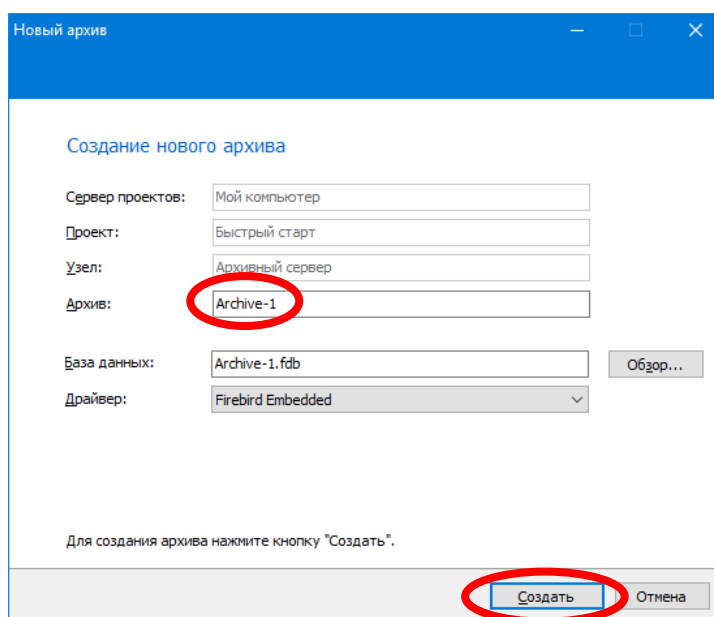 Новый архив
Создание нового архива
Сервер проектов: Мой компьютер
Проект: Быстрый старт
Узел: Архивный сервер
Архив: Archive-1
База данных: Archive-1.fdb Обзор...
Драйвер: Firebird Embedded
Для создания архива нажмите кнопку "Создать".
Создать Отмена